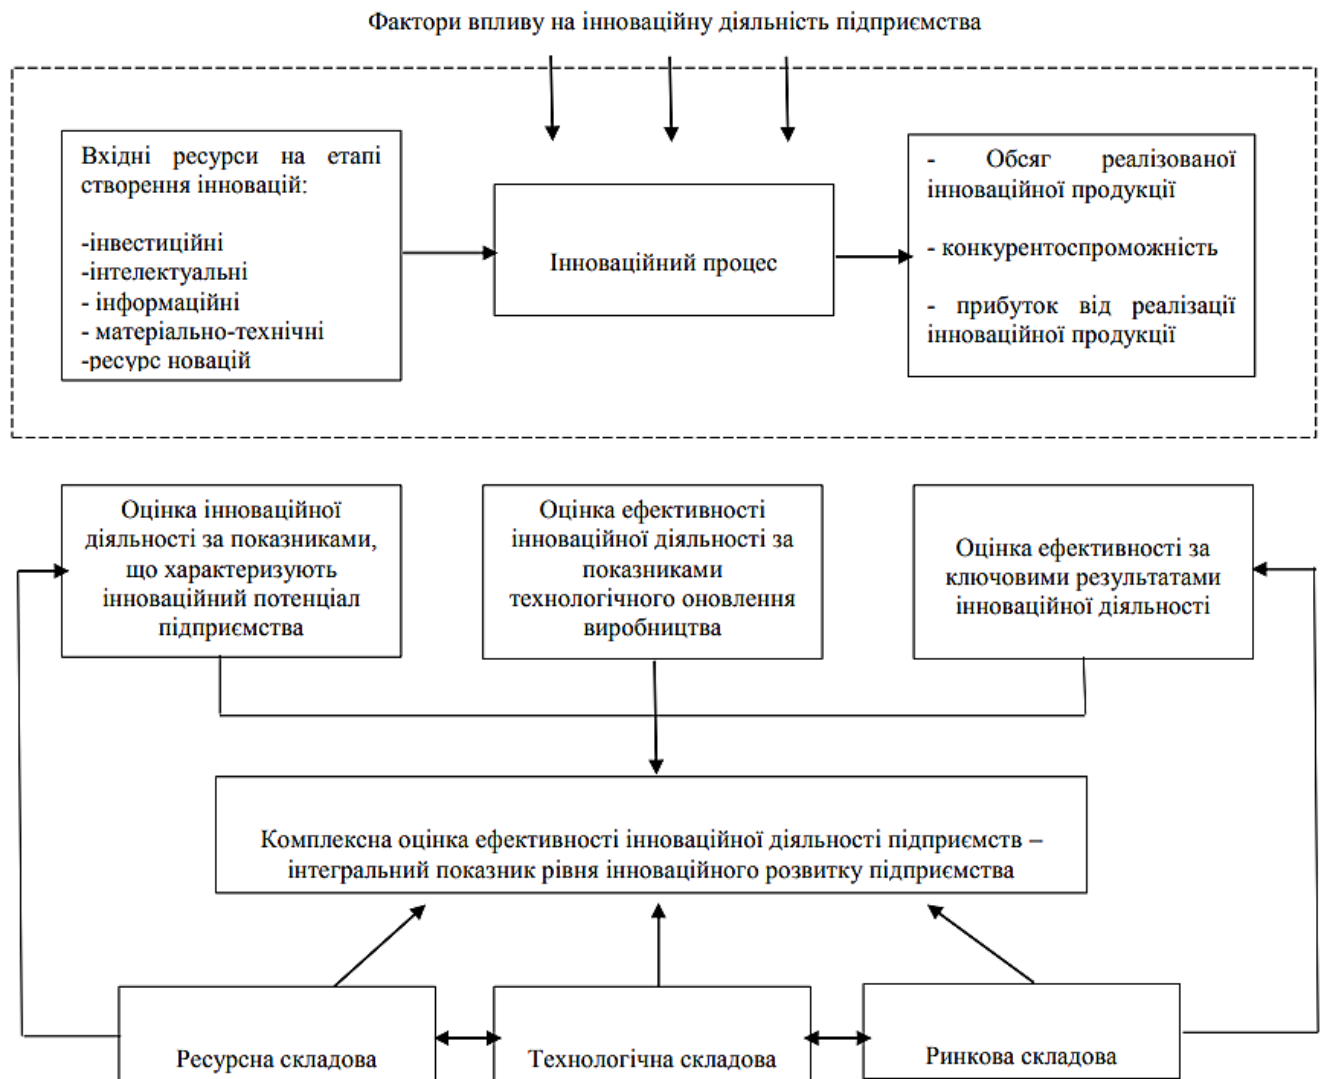 Фактори впливу на інноваційну діяльність підприємства
Вхідні ресурси на етапі
створення інновацій:
-інвестиційні
-інтелектуальні
- інформаційні
- матеріально-технічні
-ресурс новацій
Інноваційний процес
- Обсяг реалізованої
інноваційної продукції
- конкурентоспроможність
- прибуток від реалізації
інноваційної продукції
Оцінка інноваційної
діяльності за показниками,
що характеризують
інноваційний потенціал
підприємства
Оцінка ефективності
інноваційної діяльності за
показниками
технологічного оновлення
виробництва
Оцінка ефективності за
ключовими результатами
інноваційної діяльності
Комплексна оцінка ефективності інноваційної діяльності підприємств –
інтегральний показник рівня інноваційного розвитку підприємства
Ресурсна складова
Технологічна складова
Ринкова складова